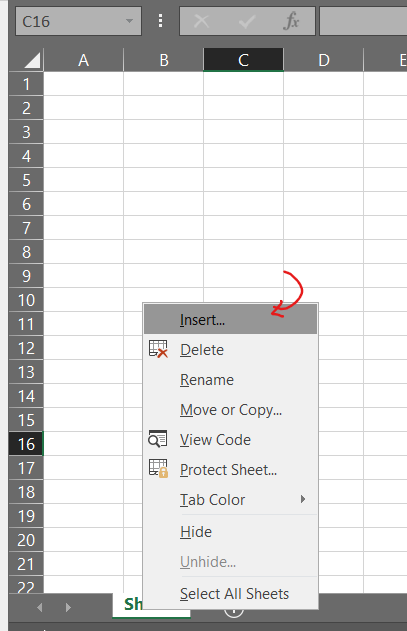 C16 fx
A B C D E
1
2
3
4
5
6
7
8
9
10
11
12
13
14
15
16
17
18
19
20
21
22
Insert...
Delete
Rename
Move or Copy...
View Code
Protect Sheet...
Tab Color
Hide
Unhide...
Select All Sheets
Sh